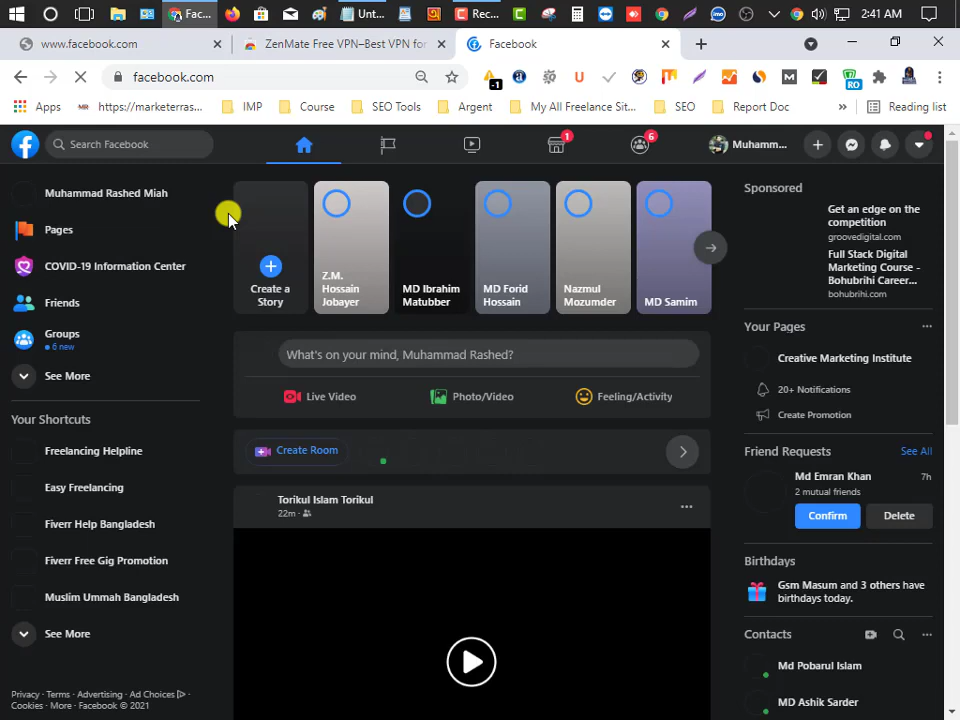 Fac...
Unt...
Rec...
2:41 AM
www.facebook.com
ZenMate Free VPN–Best VPN for
Facebook
facebook.com
-1
RO
Apps
https://marketerras...
IMP
Course
SEO Tools
Argent
My All Freelance Sit...
SEO
Report Doc
»
Reading list
Search Facebook
1
6
Muhamm...
Muhammad Rashed Miah
Pages
COVID-19 Information Center
Friends
Groups
6 new
See More
Your Shortcuts
Freelancing Helpline
Easy Freelancing
Fiverr Help Bangladesh
Fiverr Free Gig Promotion
Muslim Ummah Bangladesh
See More
Privacy · Terms · Advertising · Ad Choices ·
Cookies · More · Facebook © 2021
Create a
Story
Z.M.
Hossain
Jobayer
MD Ibrahim
Matubber
MD Forid
Hossain
Nazmul
Mozumder
MD Samim
What's on your mind, Muhammad Rashed?
Live Video
Photo/Video
Feeling/Activity
Create Room
Torikul Islam Torikul
22m ·
Sponsored
Get an edge on the
competition
groovedigital.com
Full Stack Digital
Marketing Course -
Bohubrihi Career...
bohubrihi.com
Your Pages
Creative Marketing Institute
20+ Notifications
Create Promotion
Friend Requests
See All
Md Emran Khan
7h
2 mutual friends
Confirm
Delete
Birthdays
Gsm Masum and 3 others have
birthdays today.
Contacts
Md Pobarul Islam
MD Ashik Sarder